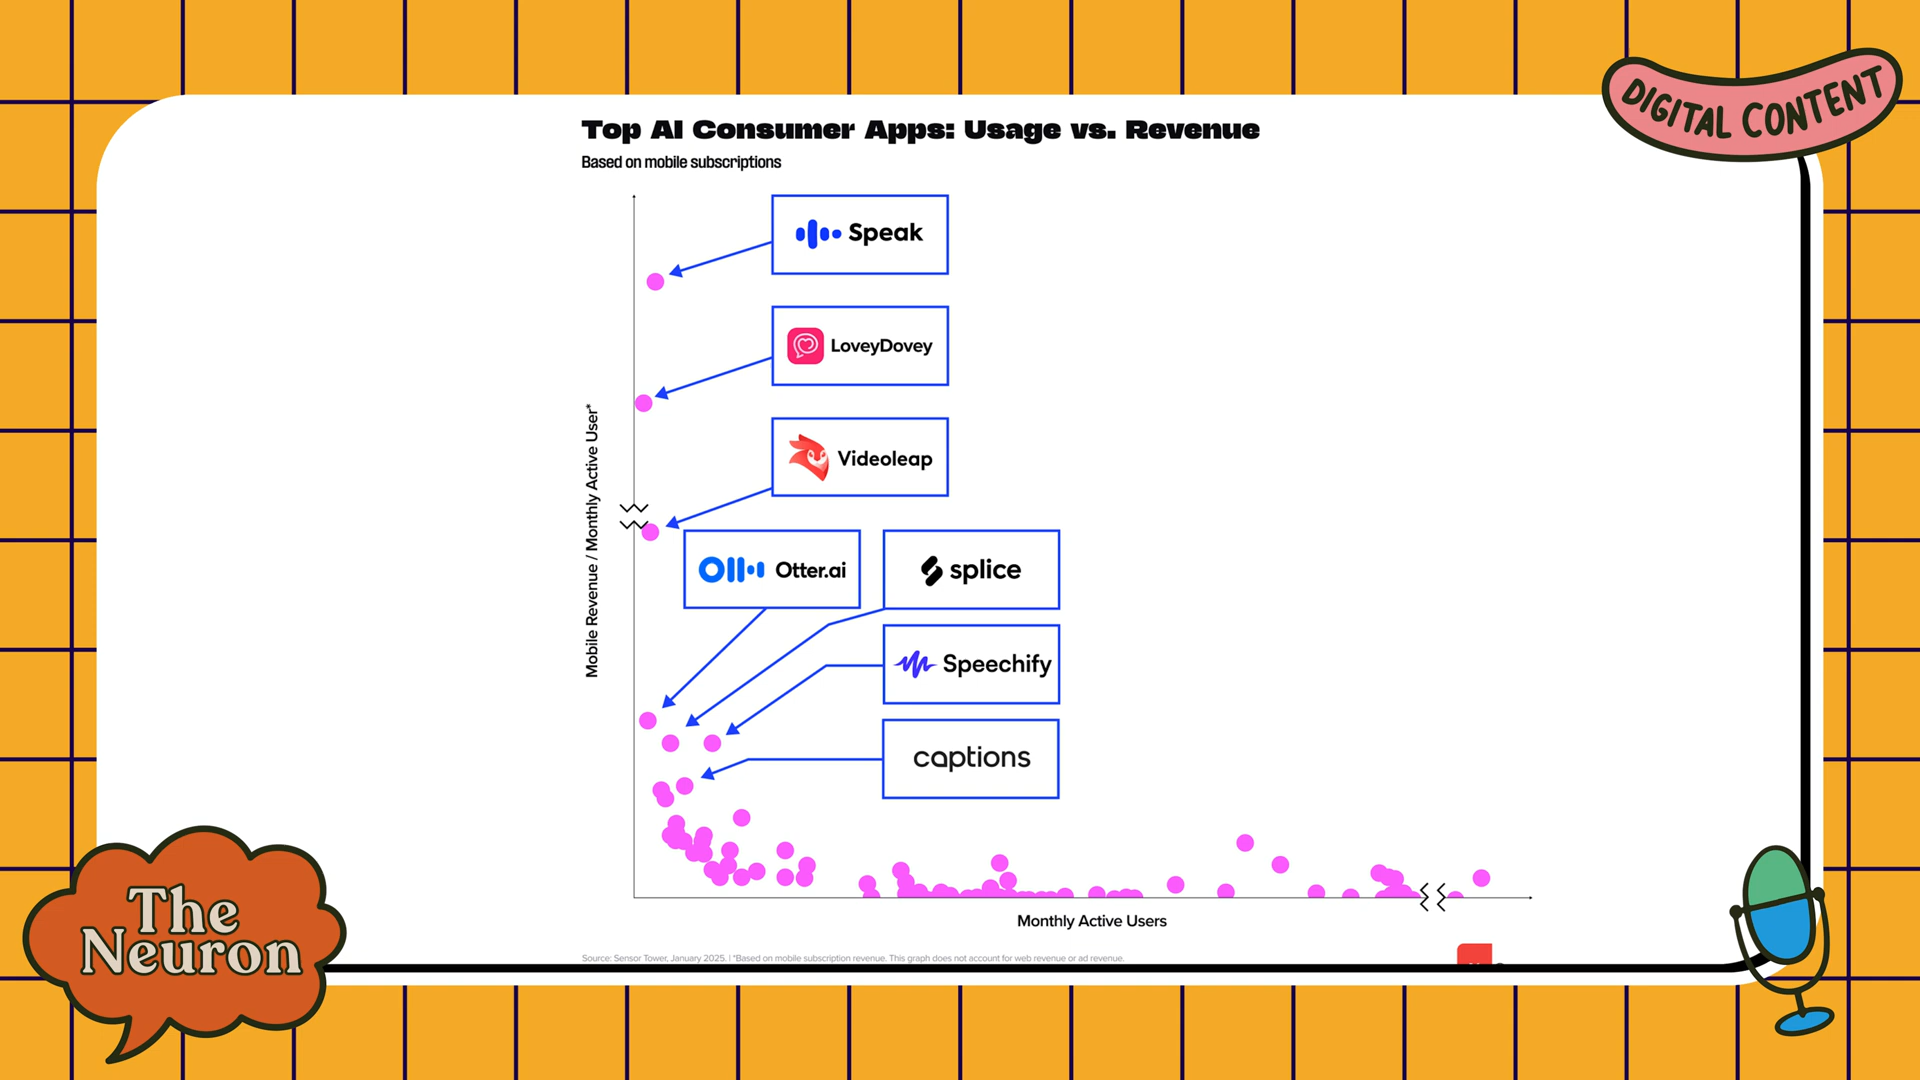 DIGITAL CONTENT
Top AI Consumer Apps: Usage vs. Revenue
Based on mobile subscriptions
Speak
LoveyDovey
Videoleap
Otter.ai
splice
Speechify
captions
Mobile Revenue / Monthly Active User*
Monthly Active Users
Source: Sensor Tower, January 2025. | *Based on mobile subscription revenue. This graph does not account for web revenue or ad revenue.
The
Neuron